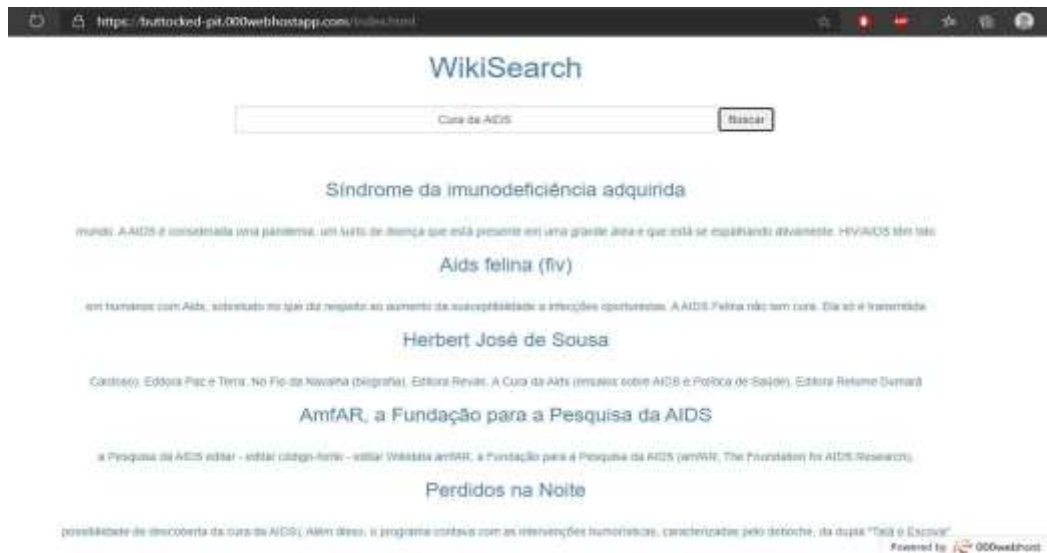 https://buttocked-pit.000webhostapp.com/index.html
WikiSearch
Cura da AIDS
Buscar
Síndrome da imunodeficiência adquirida
mundo. A AIDS é considerada uma pandemia, um surto de doença que está presente em uma grande área e que está se espalhando ativamente. HIV/AIDS têm tido
Aids felina (fiv)
em humanos com Aids, sobretudo no que diz respeito ao aumento da susceptibilidade a infecções oportunistas. A AIDS Felina não tem cura. Ela só é transmitida
Herbert José de Sousa
Cardoso). Editora Paz e Terra. No Fio da Navalha (biografia), Editora Revan. A Cura da Aids (ensaios sobre AIDS e Política de Saúde), Editora Relume Dumará
AmfAR, a Fundação para a Pesquisa da AIDS
a Pesquisa da AIDS editar - editar código-fonte - editar Wikidata amfAR, a Fundação para a Pesquisa da AIDS (amfAR, The Foundation for AIDS Research),
Perdidos na Noite
possibilidade de descoberta da cura da AIDS). Além disso, o programa contava com as intervenções humorísticas, caracterizadas pelo deboche, da dupla "Tatá e Escova"
Powered by 000webhost